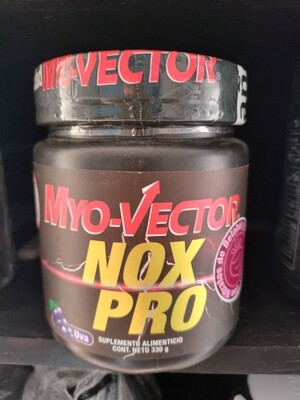 MYO-VECTOR
MYO-VECTOR
NOX
PRO
Uva
SUPLEMENTO ALIMENTICIO
CONT. NETO 330 g